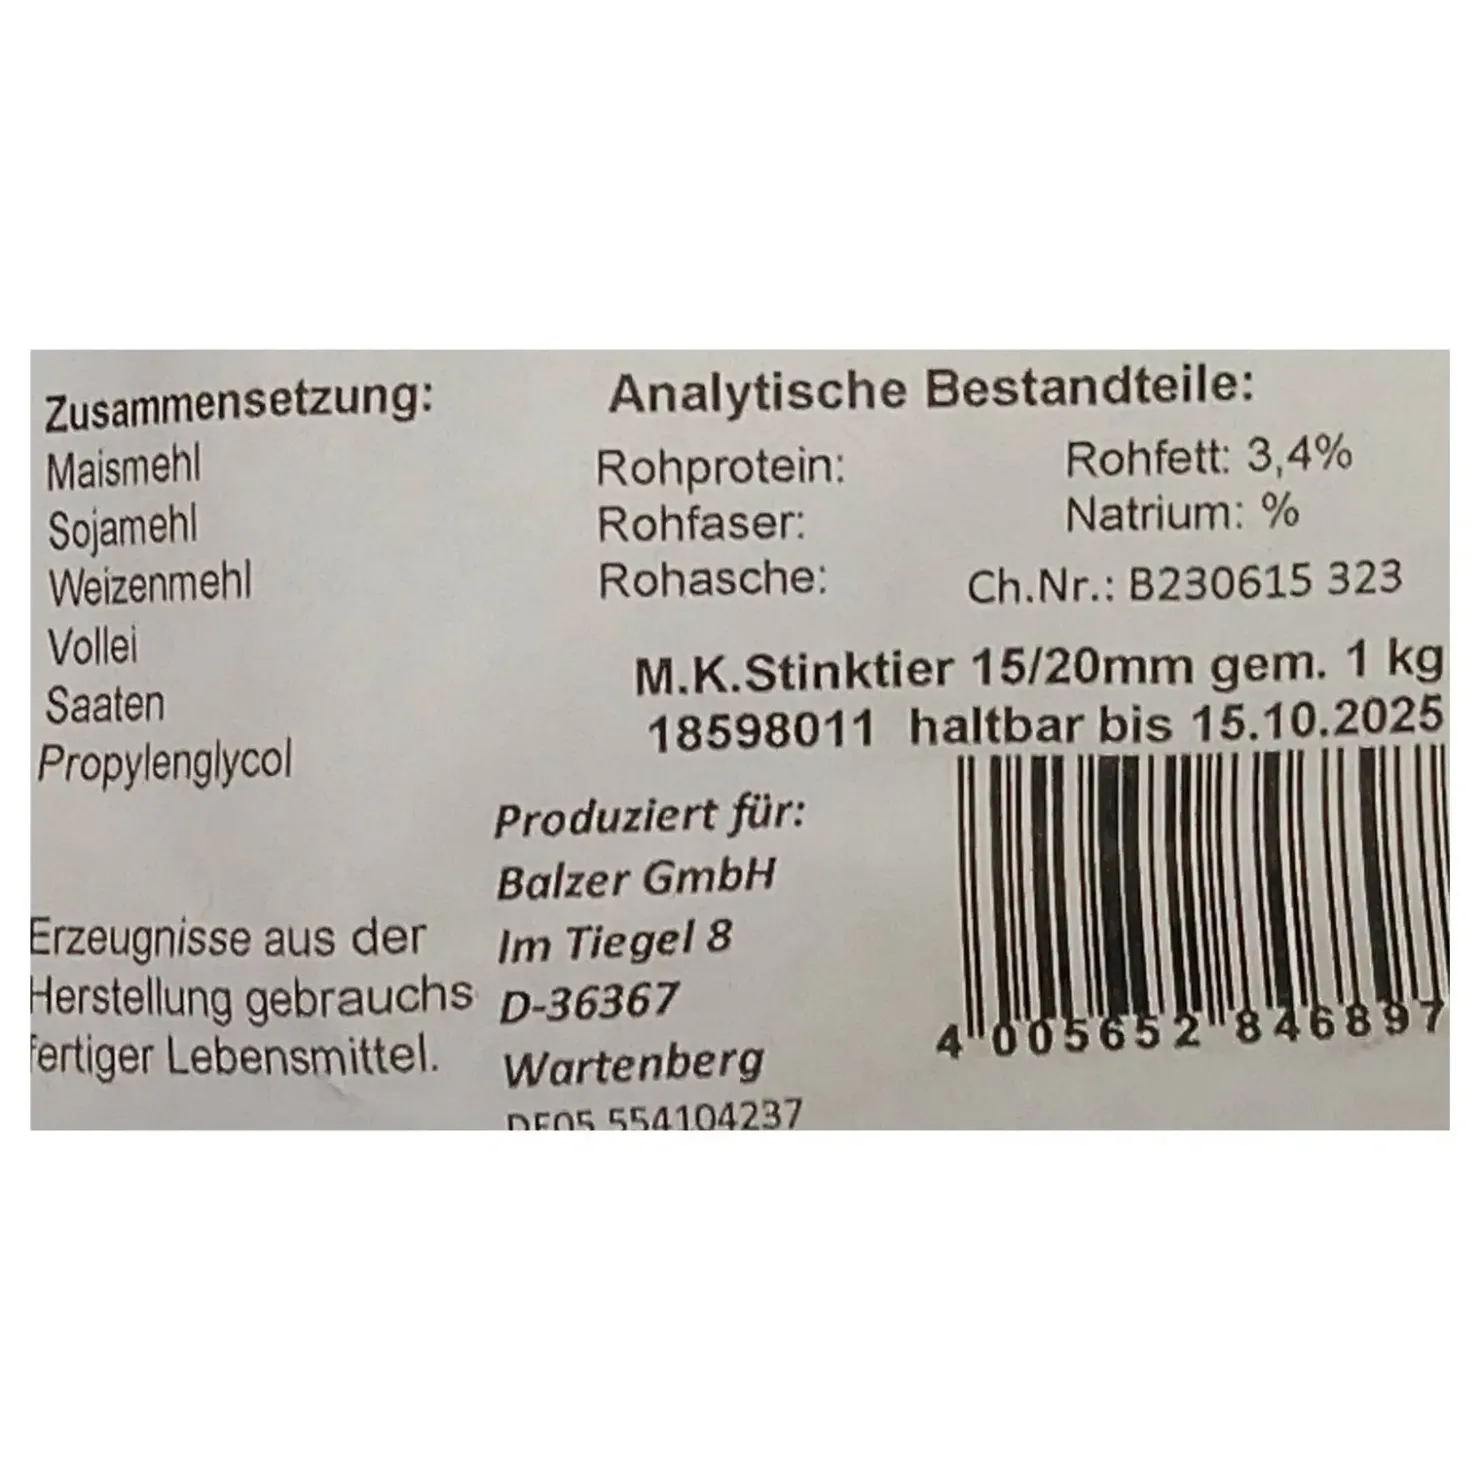 Zusammensetzung:
Maismehl
Sojamehl
Weizenmehl
Vollei
Saaten
Propylenglycol
Erzeugnisse aus der
Herstellung gebrauchs
fertiger Lebensmittel.
Analytische Bestandteile:
Rohprotein:
Rohfaser:
Rohasche:
Rohfett: 3,4%
Natrium: %
Ch.Nr.: B230615 323
M.K.Stinktier 15/20mm gem. 1 kg
18598011 haltbar bis 15.10.2025
Produziert für:
Balzer GmbH
Im Tiegel 8
D-36367
Wartenberg
DE05 554104237
4 005652 846897